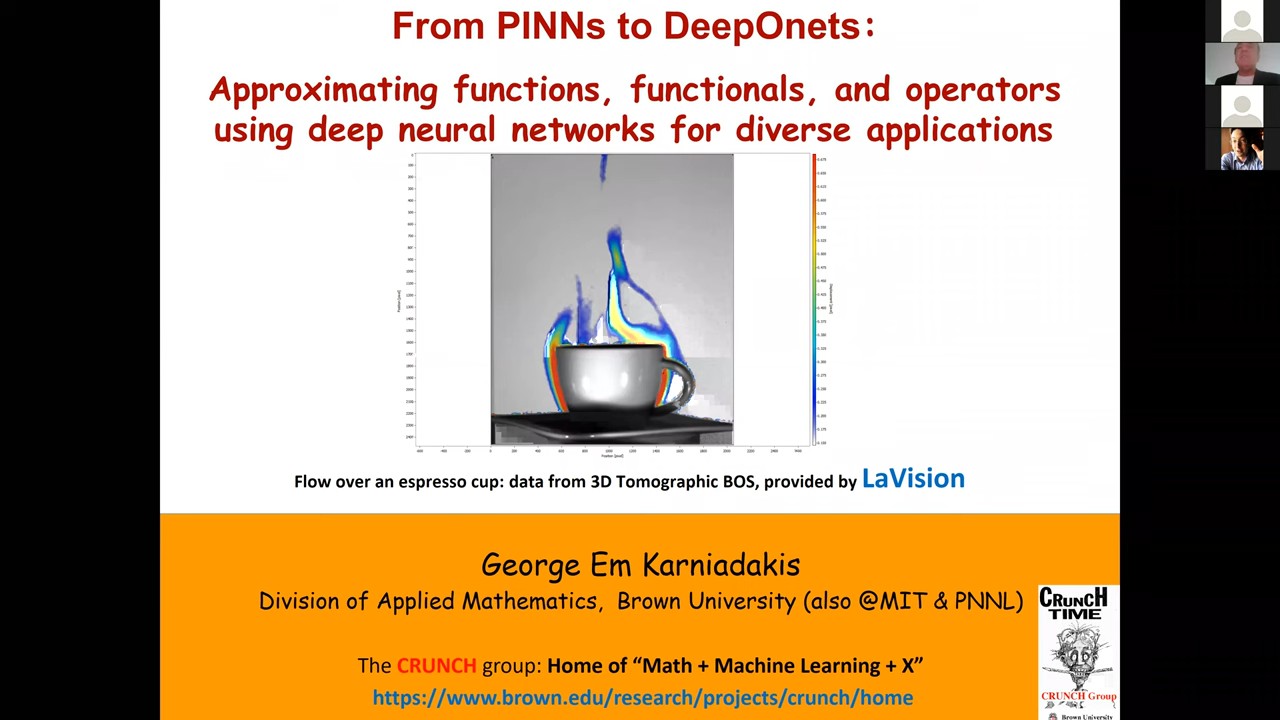 From PINNs to DeepOnets:
Approximating functions, functionals, and operators
using deep neural networks for diverse applications
Flow over an espresso cup: data from 3D Tomographic BOS, provided by LaVision
George Em Karniadakis
Division of Applied Mathematics, Brown University (also @MIT & PNNL)
The CRUNCH group: Home of “Math + Machine Learning + X”
https://www.brown.edu/research/projects/crunch/home
CRUNCH
TIME
CRUNCH Group
Brown University